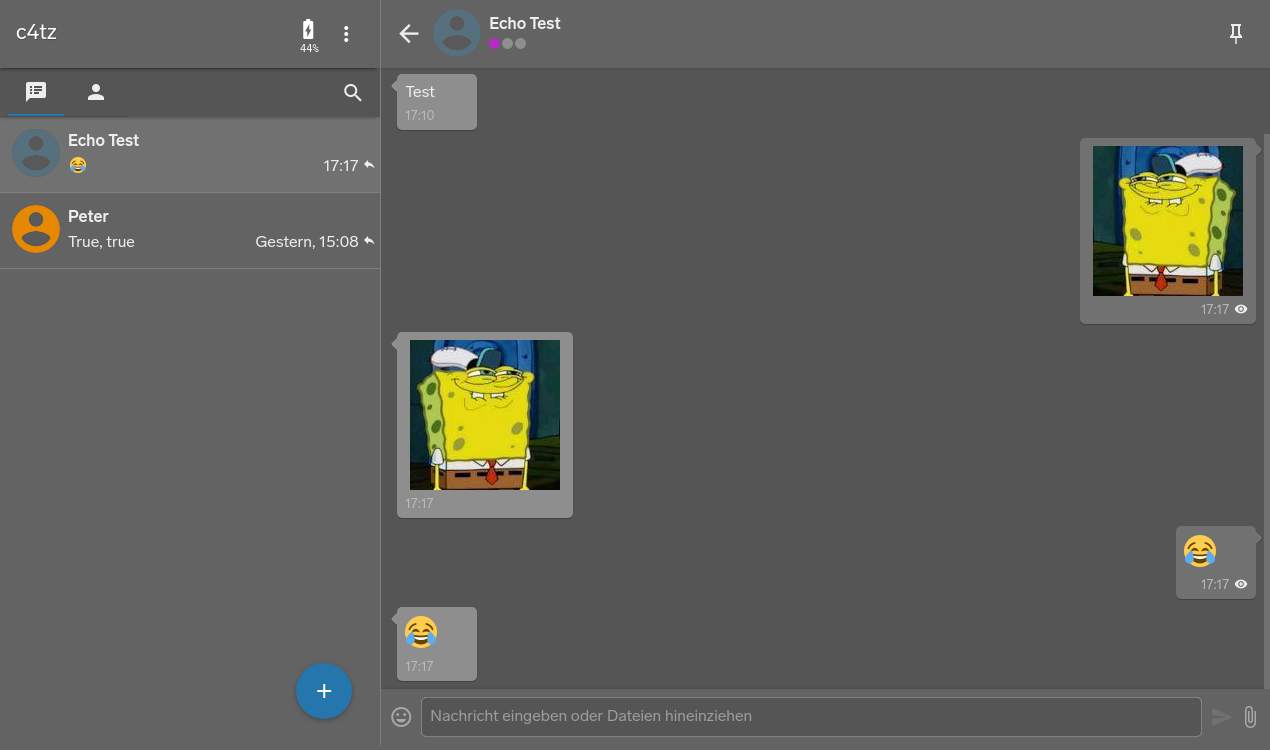 c4tz
44%
Echo Test
17:17
Peter
True, true
Gestern, 15:08
Echo Test
Test
17:10
17:17
17:17
17:17
17:17
Nachricht eingeben oder Dateien hineinziehen